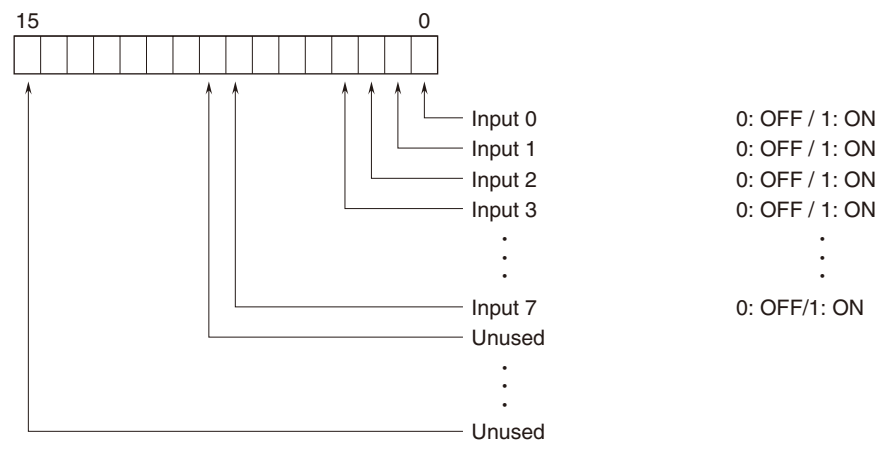 15 0
Input 0 0: OFF / 1: ON
Input 1 0: OFF / 1: ON
Input 2 0: OFF / 1: ON
Input 3 0: OFF / 1: ON
Input 7 0: OFF/1: ON
Unused
Unused